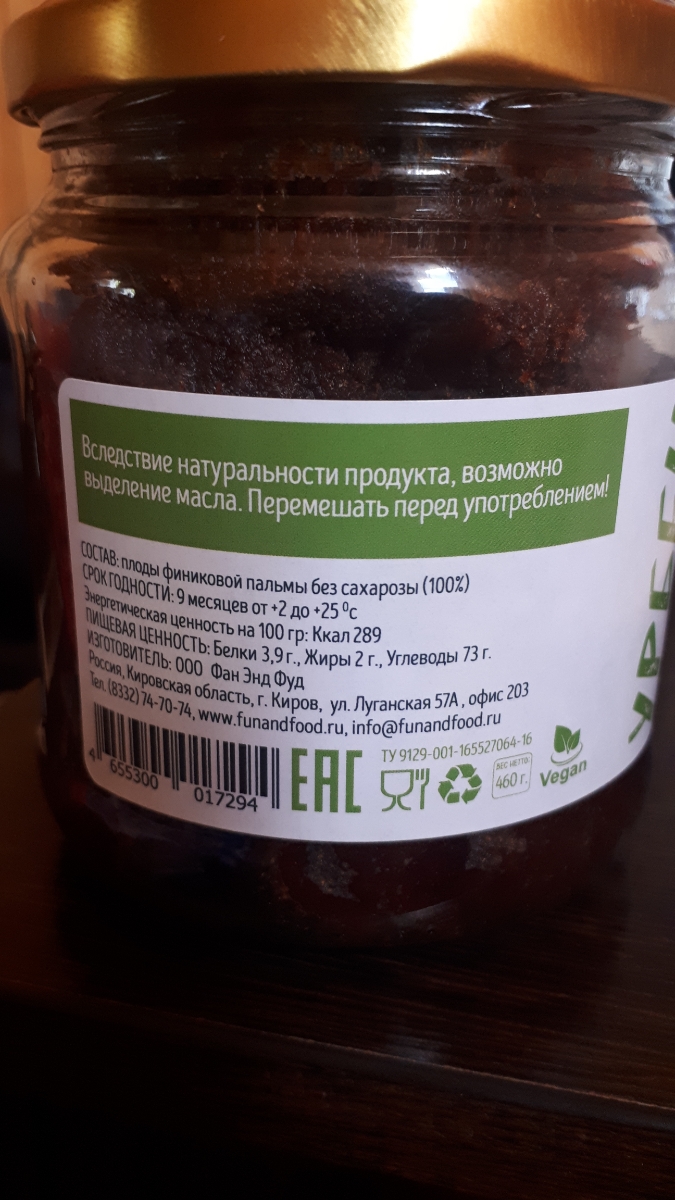 Вследствие натуральности продукта, возможно
выделение масла. Перемешать перед употреблением!
СОСТАВ: плоды финиковой пальмы без сахарозы (100%)
СРОК ГОДНОСТИ: 9 месяцев от +2 до +25 ⁰с
Энергетическая ценность на 100 гр: Ккал 289
ПИЩЕВАЯ ЦЕННОСТЬ: Белки 3,9 г., Жиры 2 г., Углеводы 73 г.
ИЗГОТОВИТЕЛЬ: ООО Фан Энд Фуд
Россия, Кировская область, г. Киров, ул. Луганская 57А , офис 203
Тел. (8332) 74-70-74, www.funandfood.ru, info@funandfood.ru
4 655300 017294
EAC
ТУ 9129-001-165527064-16
ВЕС НЕТТО:
460 г.
Vegan